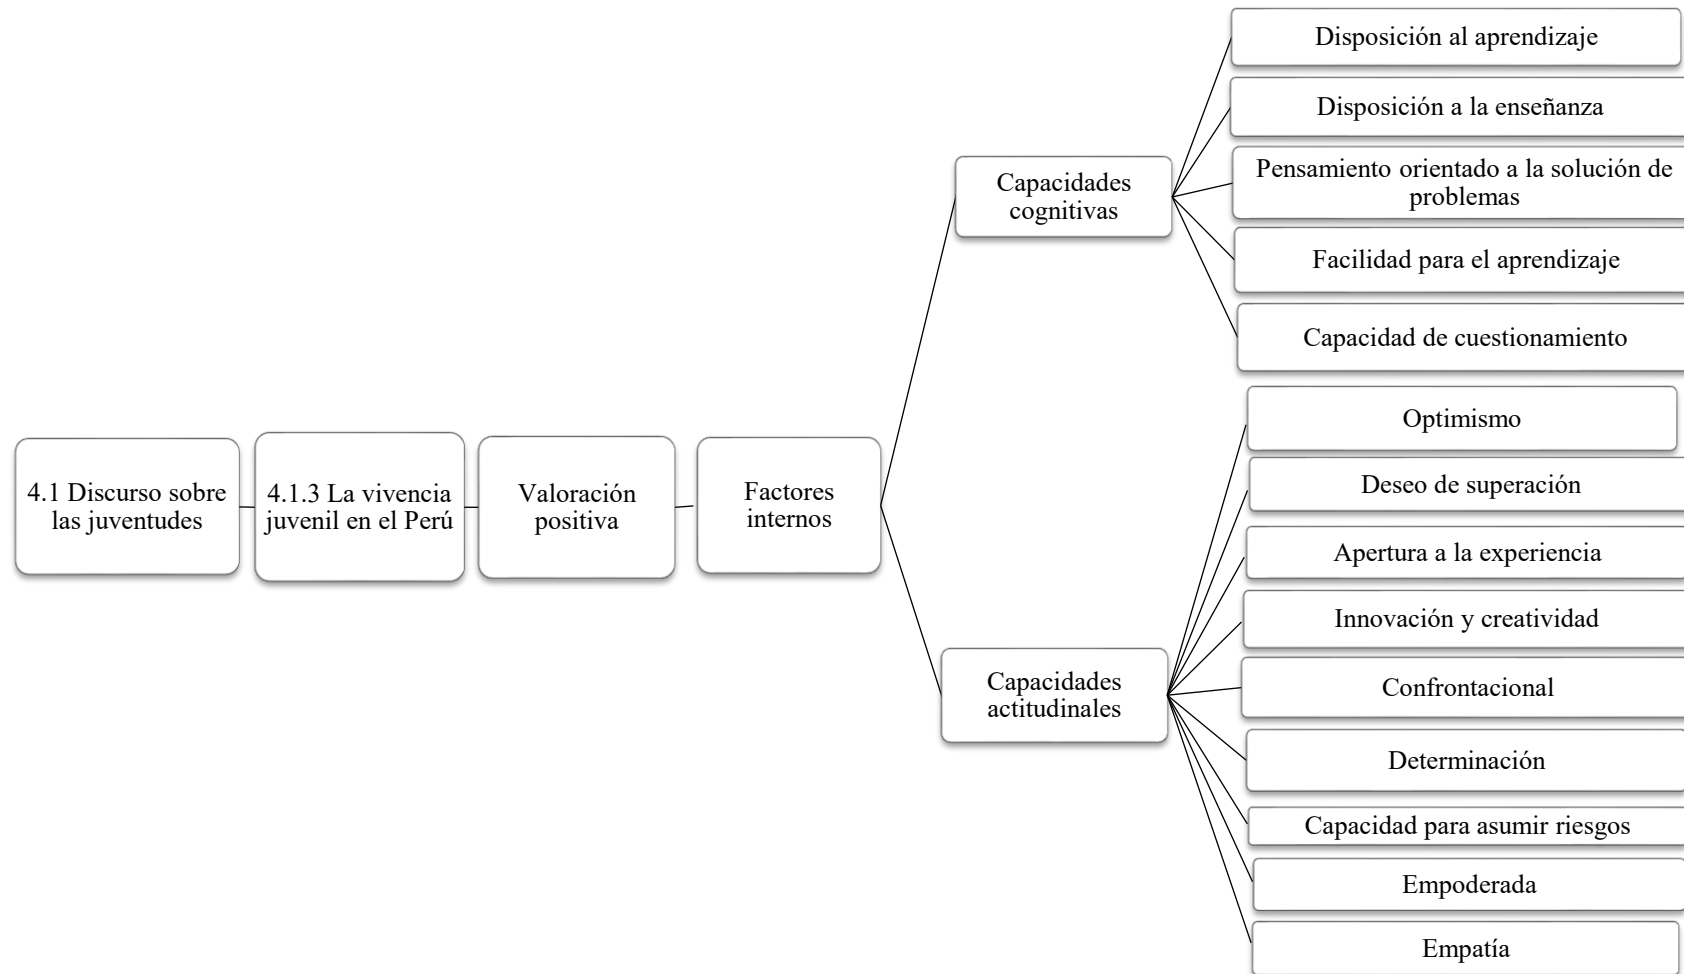 4.1 Discurso sobre
las juventudes
4.1.3 La vivencia
juvenil en el Perú
Valoración
positiva
Factores
internos
Capacidades
cognitivas
Disposición al aprendizaje
Disposición a la enseñanza
Pensamiento orientado a la solución de
problemas
Facilidad para el aprendizaje
Capacidad de cuestionamiento
Capacidades
actitudinales
Optimismo
Deseo de superación
Apertura a la experiencia
Innovación y creatividad
Confrontacional
Determinación
Capacidad para asumir riesgos
Empoderada
Empatía